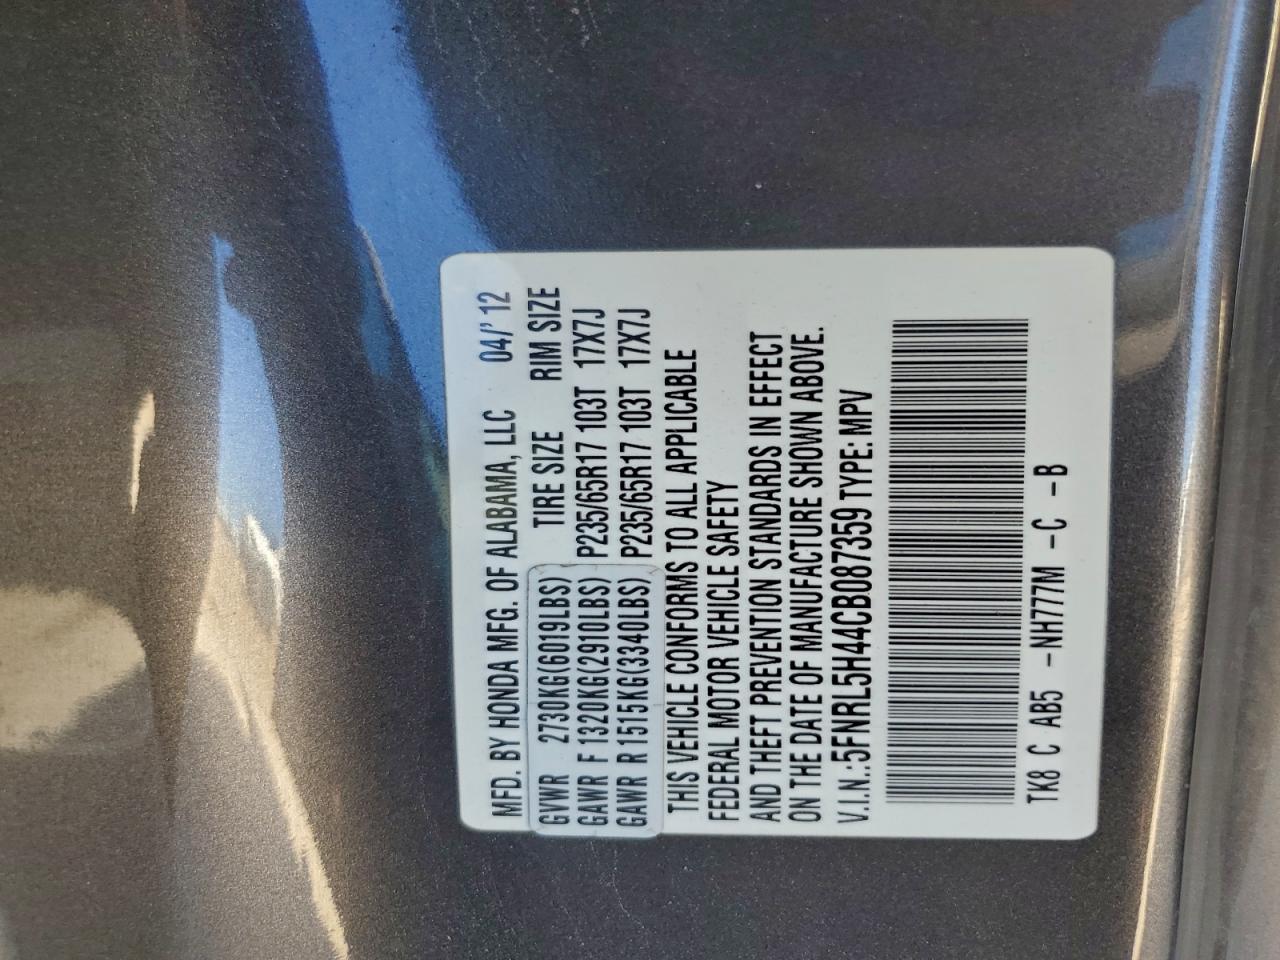 MFD. BY HONDA MFG. OF ALABAMA, LLC 04/' 12
TIRE SIZE RIM SIZE
GVWR 2730KG(6019LBS)
GAWR F 1320KG(2910LBS) P235/65R17 103T 17X7J
GAWR R 1515KG(3340LBS) P235/65R17 103T 17X7J
THIS VEHICLE CONFORMS TO ALL APPLICABLE
FEDERAL MOTOR VEHICLE SAFETY
AND THEFT PREVENTION STANDARDS IN EFFECT
ON THE DATE OF MANUFACTURE SHOWN ABOVE.
V.I.N.:5FNRL5H44CB087359 TYPE: MPV
TK8 C AB5 -NH777M -C -B